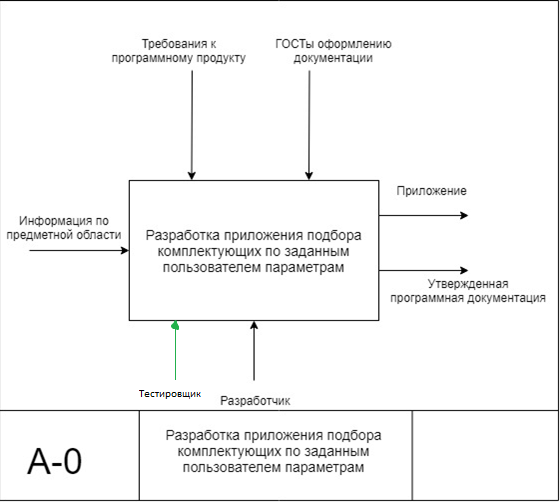 Требования к
программному продукту
ГОСТы оформлению
документации
Информация по
предметной области
Разработка приложения подбора
комплектующих по заданным
пользователем параметрам
Приложение
Утвержденная
программная документация
Тестировщик
Разработчик
А-0
Разработка приложения подбора
комплектующих по заданным
пользователем параметрам